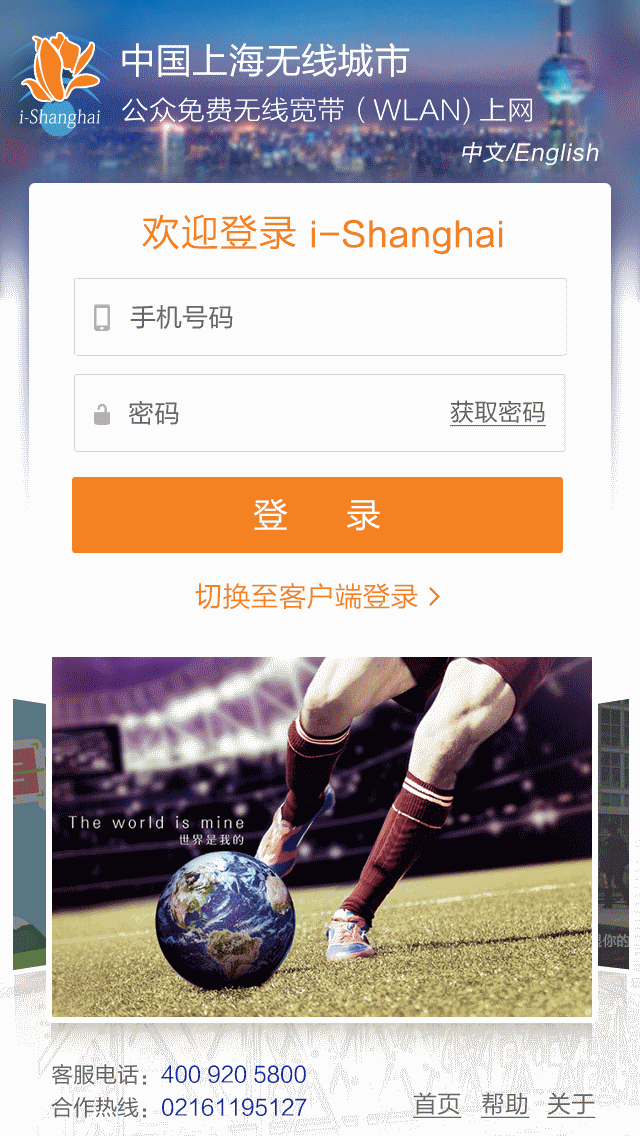 i-Shanghai
中国上海无线城市
公众免费无线宽带（WLAN）上网
中文/English
欢迎登录 i-Shanghai
手机号码
密码 获取密码
登 录
切换至客户端登录 >
The world is mine
世界是我的
你的
客服电话：400 920 5800
合作热线：02161195127
首页 帮助 关于